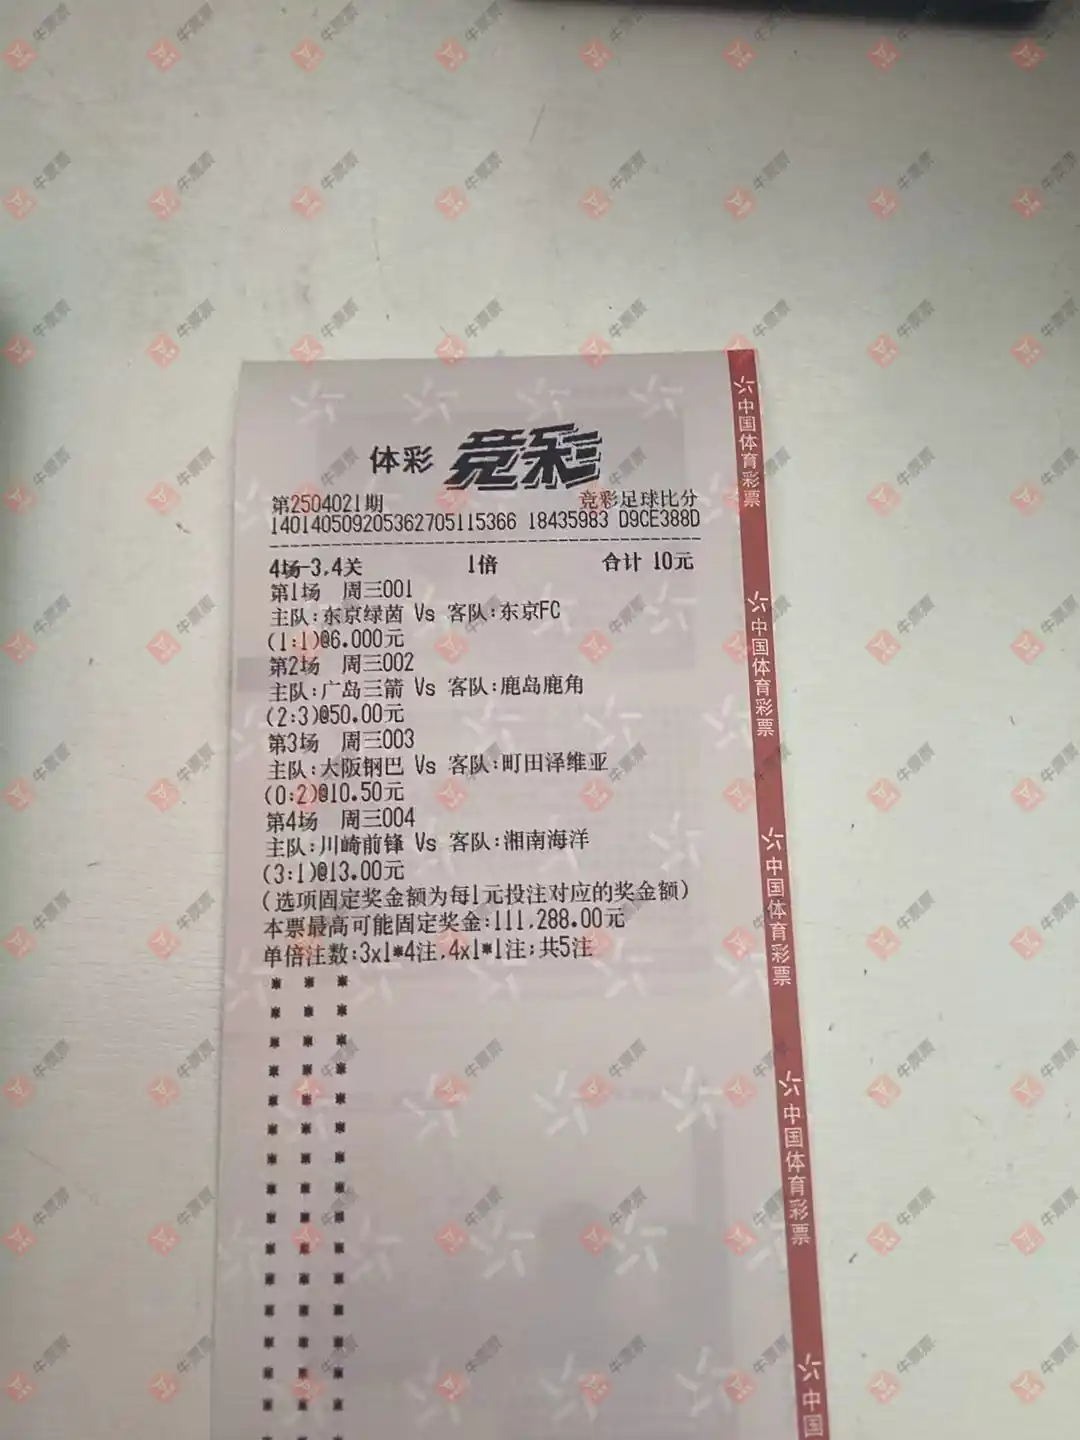 体彩 竞彩
第2504021期 竞彩足球比分
140140509205362705115366 18435983 D9CE388D
4场-3,4关 1倍 合计 10元
第1场 周三001
主队:东京绿茵 Vs 客队:东京FC
(1:1)@6.000元
第2场 周三002
主队:广岛三箭 Vs 客队:鹿岛鹿角
(2:3)@50.00元
第3场 周三003
主队:大阪钢巴 Vs 客队:町田泽维亚
(0:2)@10.50元
第4场 周三004
主队:川崎前锋 Vs 客队:湘南海洋
(3:1)@13.00元
(选项固定奖金额为每1元投注对应的奖金额)
本票最高可能固定奖金:111,288.00元
单倍注数:3x1*4注,4x1*1注;共5注
中国体育彩票
中国体育彩票
中国体育彩票
中国体育彩票
中国
牛票票